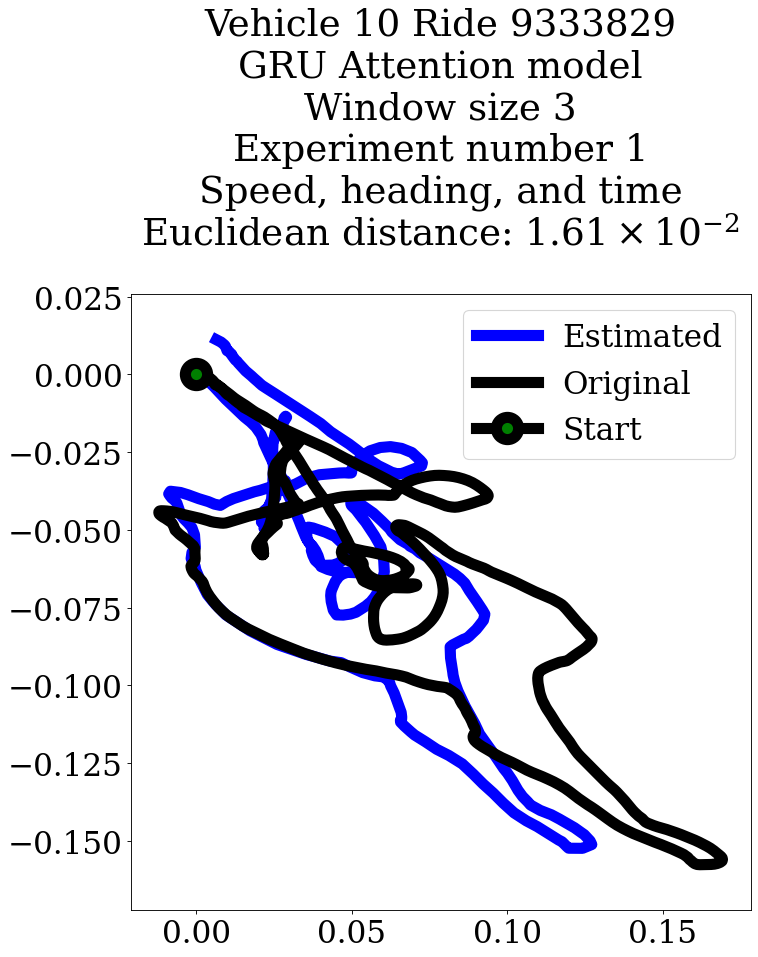 Vehicle 10 Ride 9333829
GRU Attention model
Window size 3
Experiment number 1
Speed, heading, and time
Euclidean distance: 1.61 × 10⁻²
0.025
0.000
−0.025
−0.050
−0.075
−0.100
−0.125
−0.150
Estimated
Original
Start
0.00 0.05 0.10 0.15